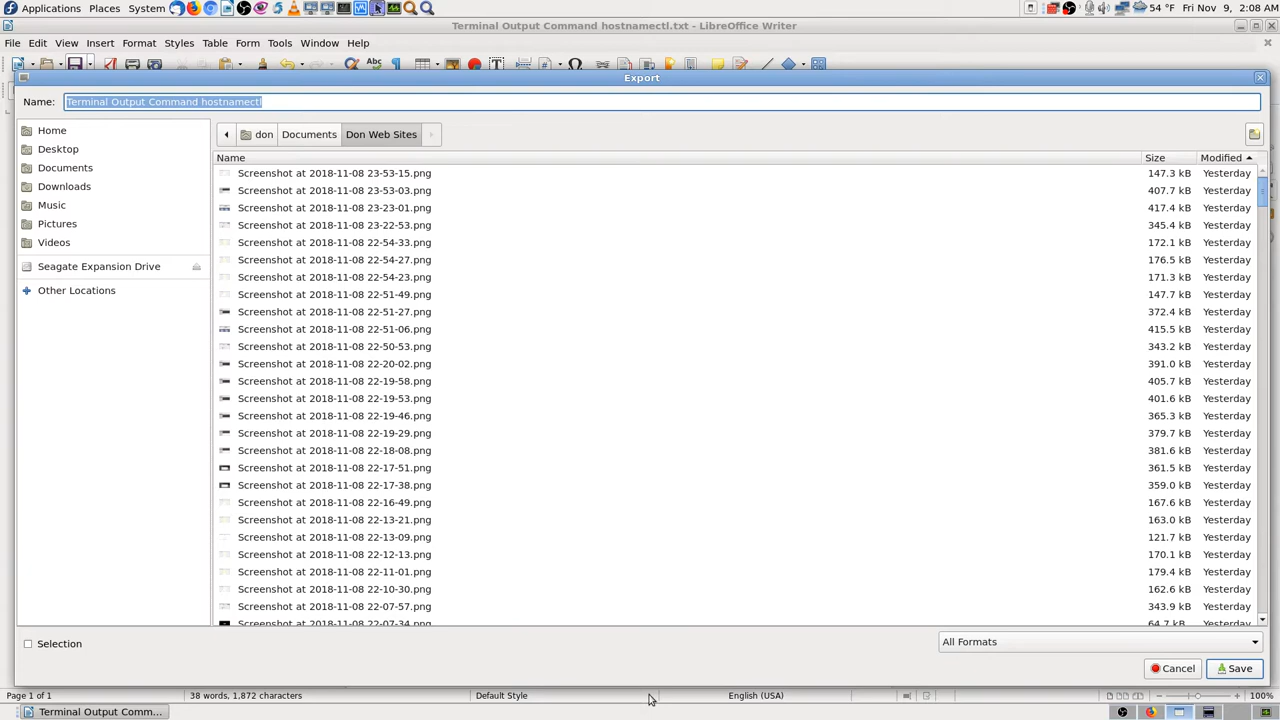 Applications Places System 54 °F Fri Nov 9, 2:08 AM
Terminal Output Command hostnamectl.txt - LibreOffice Writer
File Edit View Insert Format Styles Table Form Tools Window Help
Export
Name: Terminal Output Command hostnamectl
Home
Desktop
Documents
Downloads
Music
Pictures
Videos
Seagate Expansion Drive
Other Locations
don Documents Don Web Sites
Name Size Modified
Screenshot at 2018-11-08 23-53-15.png 147.3 kB Yesterday
Screenshot at 2018-11-08 23-53-03.png 407.7 kB Yesterday
Screenshot at 2018-11-08 23-23-01.png 417.4 kB Yesterday
Screenshot at 2018-11-08 23-22-53.png 345.4 kB Yesterday
Screenshot at 2018-11-08 22-54-33.png 172.1 kB Yesterday
Screenshot at 2018-11-08 22-54-27.png 176.5 kB Yesterday
Screenshot at 2018-11-08 22-54-23.png 171.3 kB Yesterday
Screenshot at 2018-11-08 22-51-49.png 147.7 kB Yesterday
Screenshot at 2018-11-08 22-51-27.png 372.4 kB Yesterday
Screenshot at 2018-11-08 22-51-06.png 415.5 kB Yesterday
Screenshot at 2018-11-08 22-50-53.png 343.2 kB Yesterday
Screenshot at 2018-11-08 22-20-02.png 391.0 kB Yesterday
Screenshot at 2018-11-08 22-19-58.png 405.7 kB Yesterday
Screenshot at 2018-11-08 22-19-53.png 401.6 kB Yesterday
Screenshot at 2018-11-08 22-19-46.png 365.3 kB Yesterday
Screenshot at 2018-11-08 22-19-29.png 379.7 kB Yesterday
Screenshot at 2018-11-08 22-18-08.png 381.6 kB Yesterday
Screenshot at 2018-11-08 22-17-51.png 361.5 kB Yesterday
Screenshot at 2018-11-08 22-17-38.png 359.0 kB Yesterday
Screenshot at 2018-11-08 22-16-49.png 167.6 kB Yesterday
Screenshot at 2018-11-08 22-13-21.png 163.0 kB Yesterday
Screenshot at 2018-11-08 22-13-09.png 121.7 kB Yesterday
Screenshot at 2018-11-08 22-12-13.png 170.1 kB Yesterday
Screenshot at 2018-11-08 22-11-01.png 179.4 kB Yesterday
Screenshot at 2018-11-08 22-10-30.png 162.6 kB Yesterday
Screenshot at 2018-11-08 22-07-57.png 343.9 kB Yesterday
Screenshot at 2018-11-08 22-07-34.png 64.7 kB Yesterday
Selection All Formats
Cancel Save
Page 1 of 1 38 words, 1,872 characters Default Style English (USA) 100%
Terminal Output Comm...